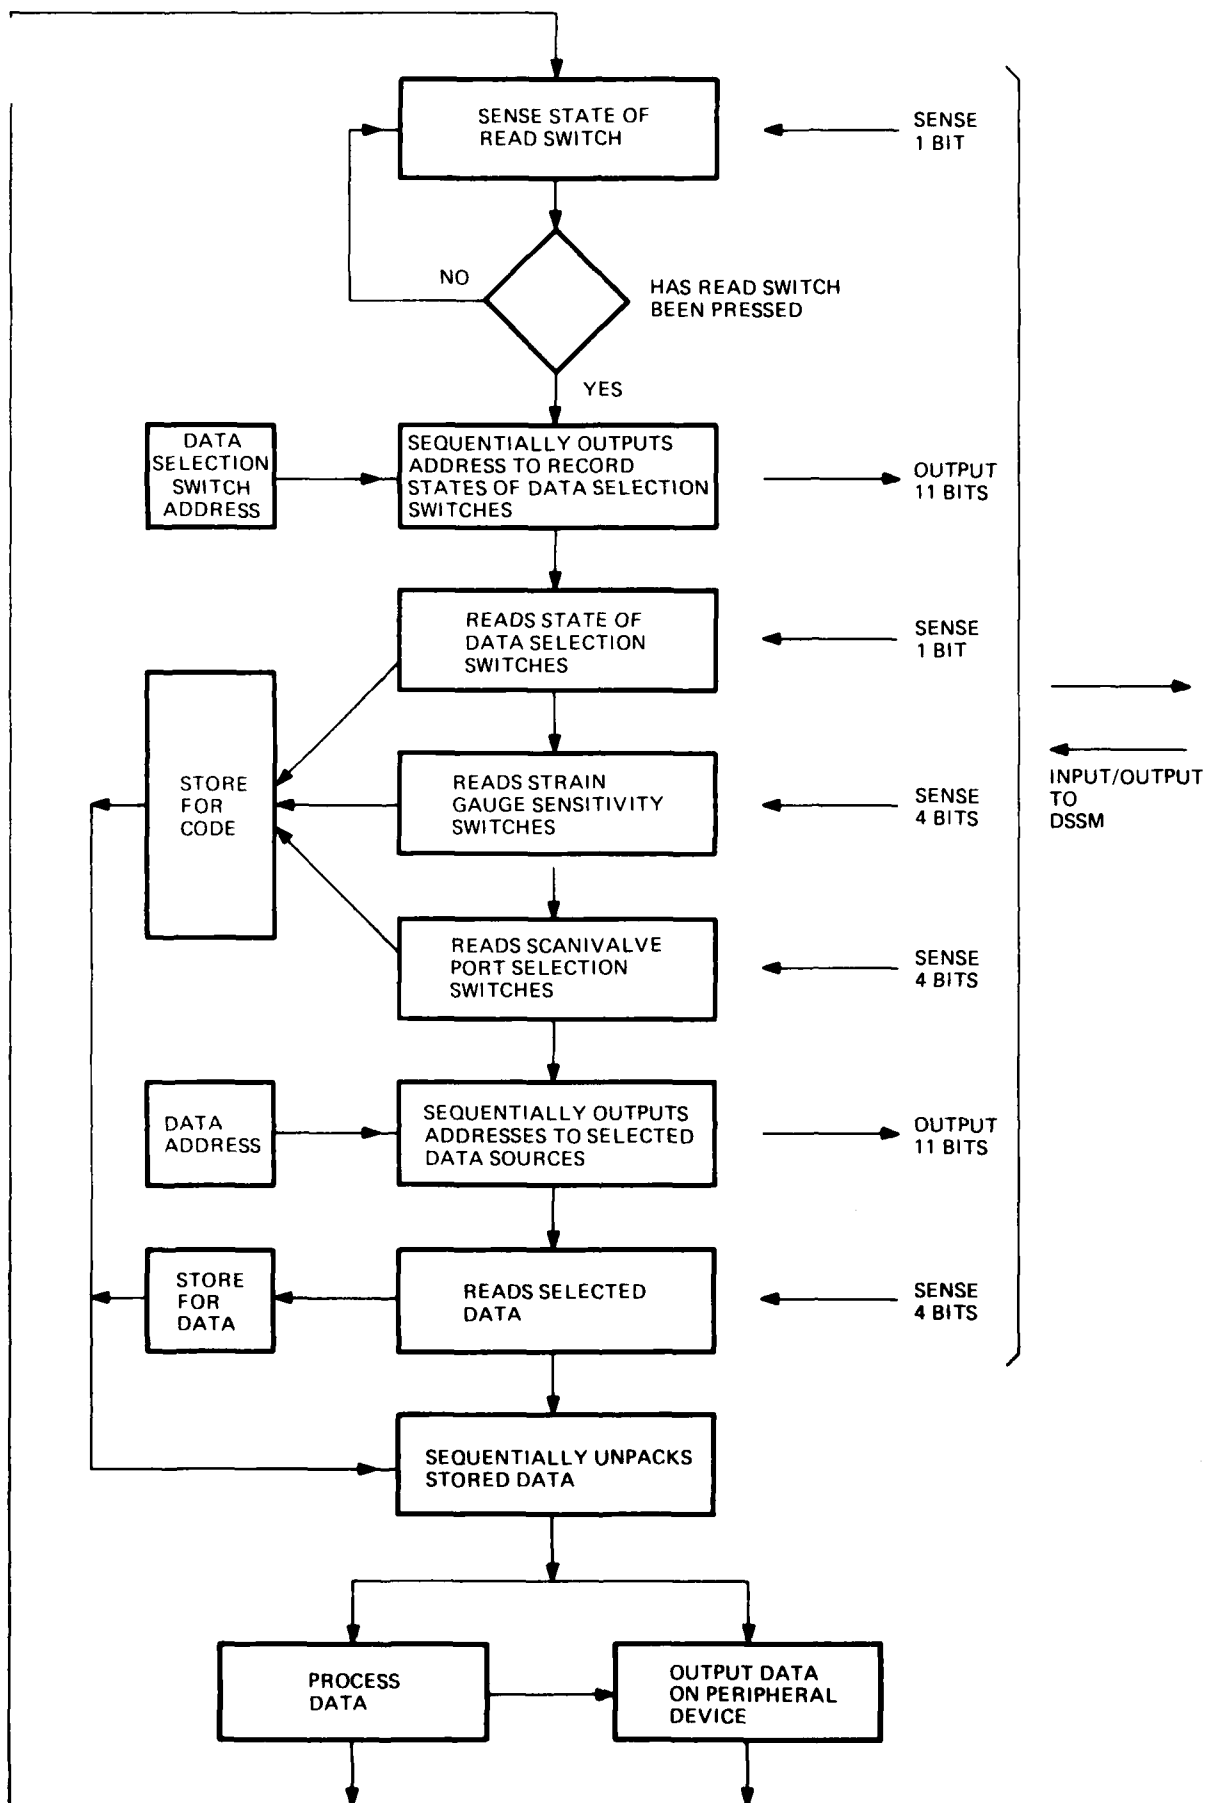 SENSE STATE OF
READ SWITCH
SENSE
1 BIT
NO
HAS READ SWITCH
BEEN PRESSED
YES
DATA
SELECTION
SWITCH
ADDRESS
SEQUENTIALLY OUTPUTS
ADDRESS TO RECORD
STATES OF DATA SELECTION
SWITCHES
OUTPUT
11 BITS
READS STATE OF
DATA SELECTION
SWITCHES
SENSE
1 BIT
STORE
FOR
CODE
READS STRAIN
GAUGE SENSITIVITY
SWITCHES
SENSE
4 BITS
INPUT/OUTPUT
TO
DSSM
READS SCANIVALVE
PORT SELECTION
SWITCHES
SENSE
4 BITS
DATA
ADDRESS
SEQUENTIALLY OUTPUTS
ADDRESSES TO SELECTED
DATA SOURCES
OUTPUT
11 BITS
STORE
FOR
DATA
READS SELECTED
DATA
SENSE
4 BITS
SEQUENTIALLY UNPACKS
STORED DATA
PROCESS
DATA
OUTPUT DATA
ON PERIPHERAL
DEVICE